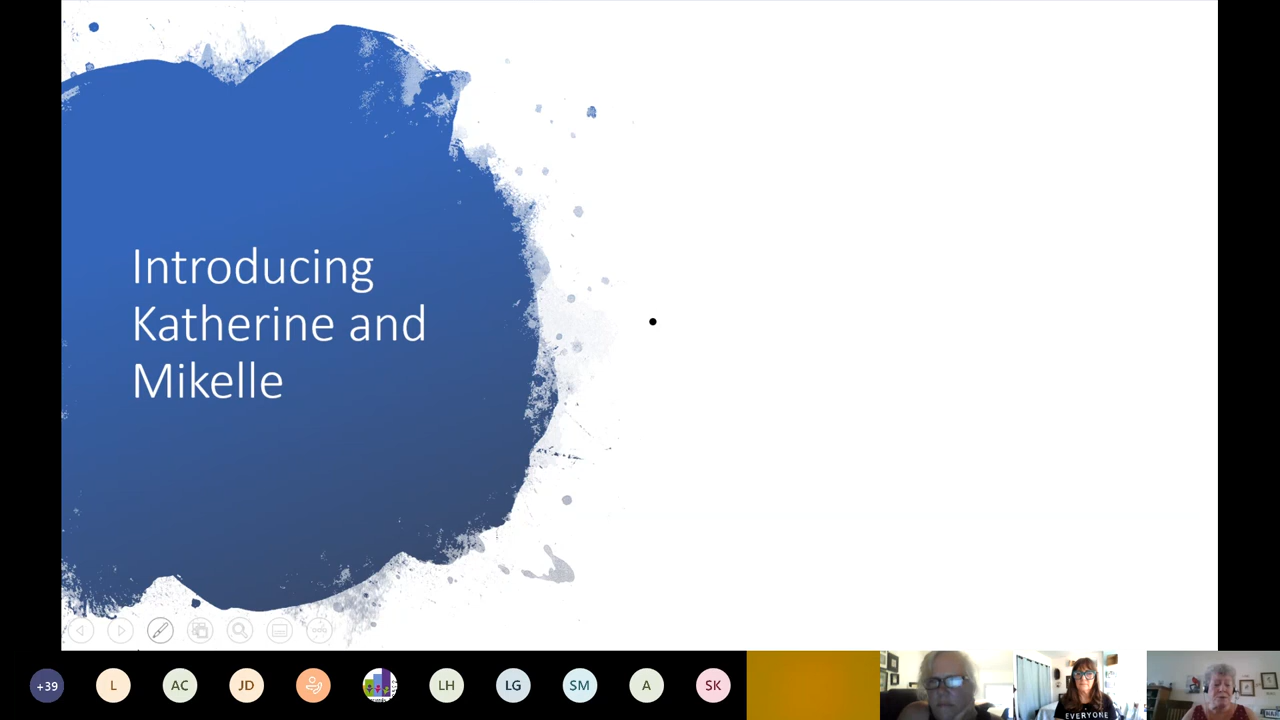 Introducing
Katherine and
Mikelle
+39
L
AC
JD
LH
LG
SM
A
SK
EVERYONE